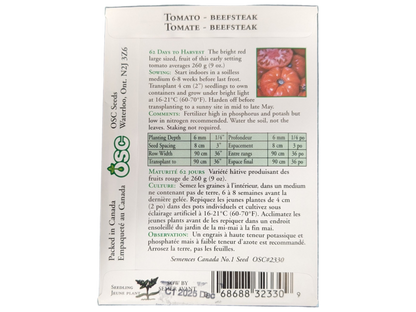 Tomato - Beefsteak
Tomate - Beefsteak
62 Days to Harvest The bright red
large sized, fruit of this early setting
tomato averages 260 g (9 oz.)
Sowing: Start indoors in a soilless
medium 6-8 weeks before last frost.
Transplant 4 cm (2") seedlings to own
containers and grow under bright light
at 16-21°C (60-70°F). Harden off before
transplanting to a sunny site in mid to late May.
Comments: Fertilizer high in phosphorus and potash but
low in nitrogen recommended. Water the soil, not the
leaves. Staking not required.
Planting Depth 6 mm 1/4" Profondeur 6 mm 1/4 po
Seed Spacing 8 cm 3" Espacement 8 cm 3 po
Row Width 90 cm 36" Entre rangs 90 cm 36 po
Transplant to 90 cm 36" Espace final 90 cm 36 po
Maturité 62 jours Variété hâtive produisant des
fruits rouge de 260 g (9 oz).
Culture: Semez les graines à l'intérieur, dans un medium
ne contenant pas de terre, 6 à 8 semaines avant la
dernière gelée. Repiquez les jeunes plantes de 4 cm
(2 po) dans des pots individuels et cultivez sous
éclairage artificiel à 16-21°C (60-70°F). Acclimatez les
jeunes plants avant de les repiquer dans un endroit
ensoleillé du jardin de la mi-mai à la fin mai.
Observation: Un engrais à haute teneur potassique et
phosphatée mais à faible teneur d'azote est recommandé.
Arrosez la terre, pas les feuilles.
Semences Canada No.1 Seed OSC#2330
OSC Seeds
Waterloo, Ont. N2J 3Z6
OSC
Packed in Canada
Empaqueté au Canada
Seedling
Jeune plant
Sow by
Semer avant
Dec
68688 32330 9